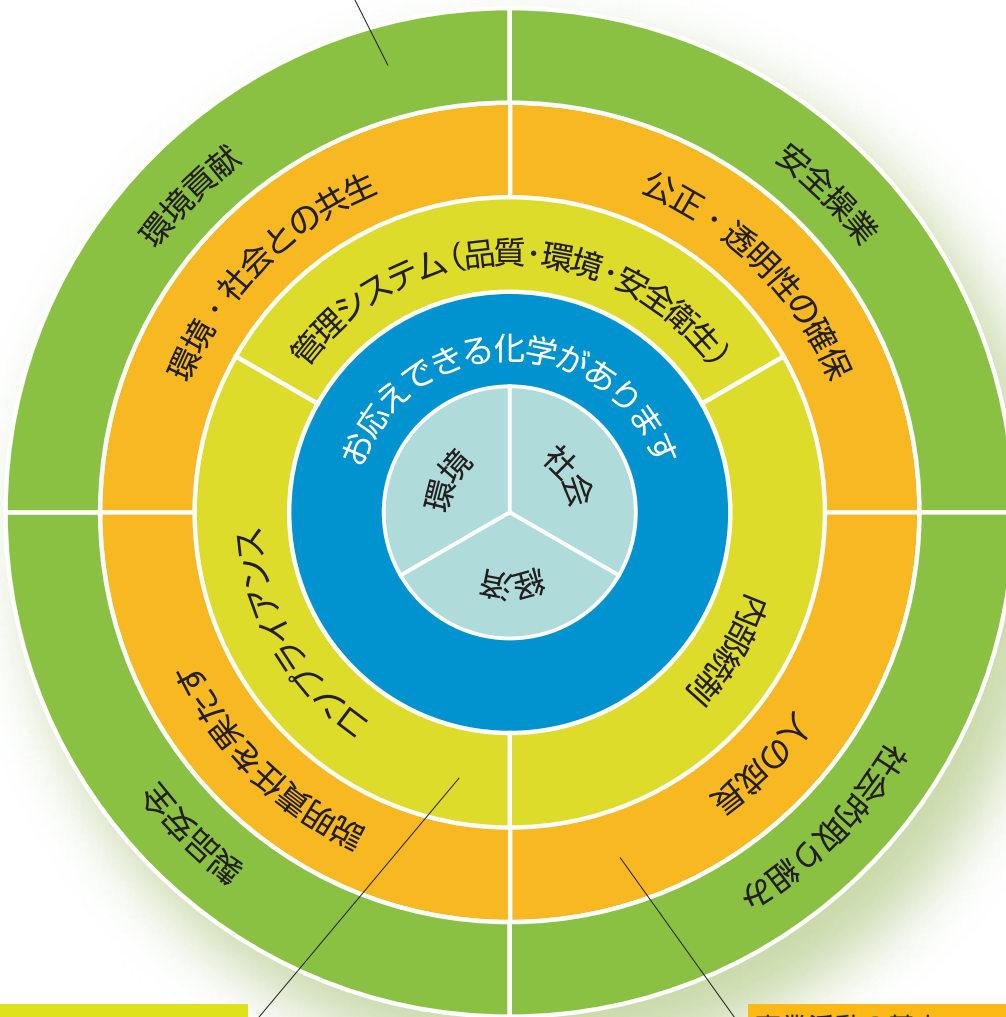 環境貢献
安全操業
環境・社会との共生
公正・透明性の確保
管理システム（品質・環境・安全衛生）
お応えできる化学があります
環境
社会
経済
コンプライアンス
内部統制
説明責任を果たす
人の成長
製品安全
社会的取り組み